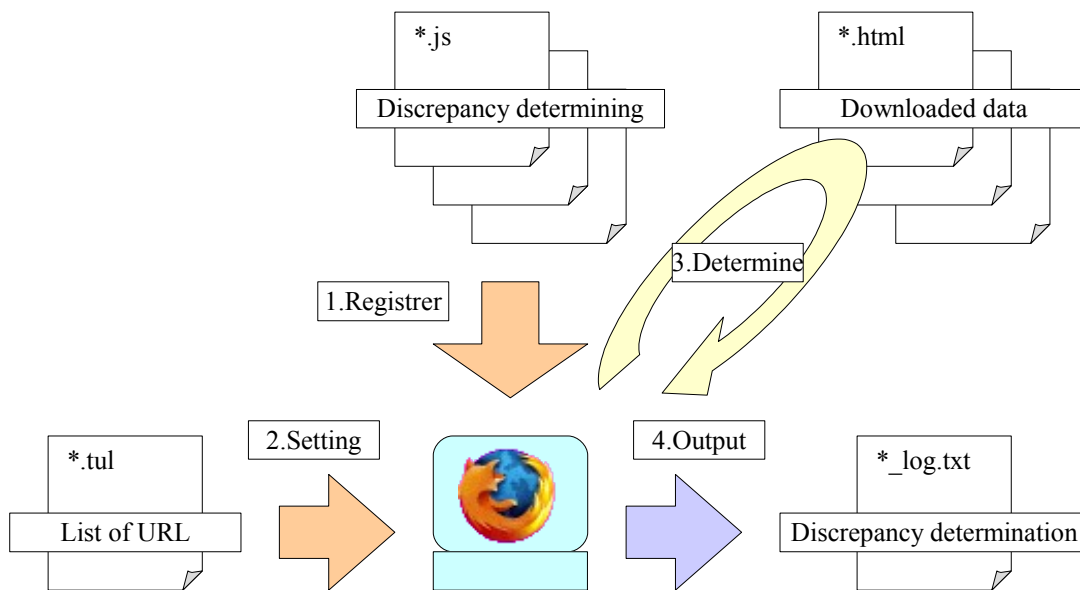 *.js
Discrepancy determining
*.html
Downloaded data
3.Determine
1.Registrer
2.Setting
4.Output
*.tul
List of URL
*_log.txt
Discrepancy determination